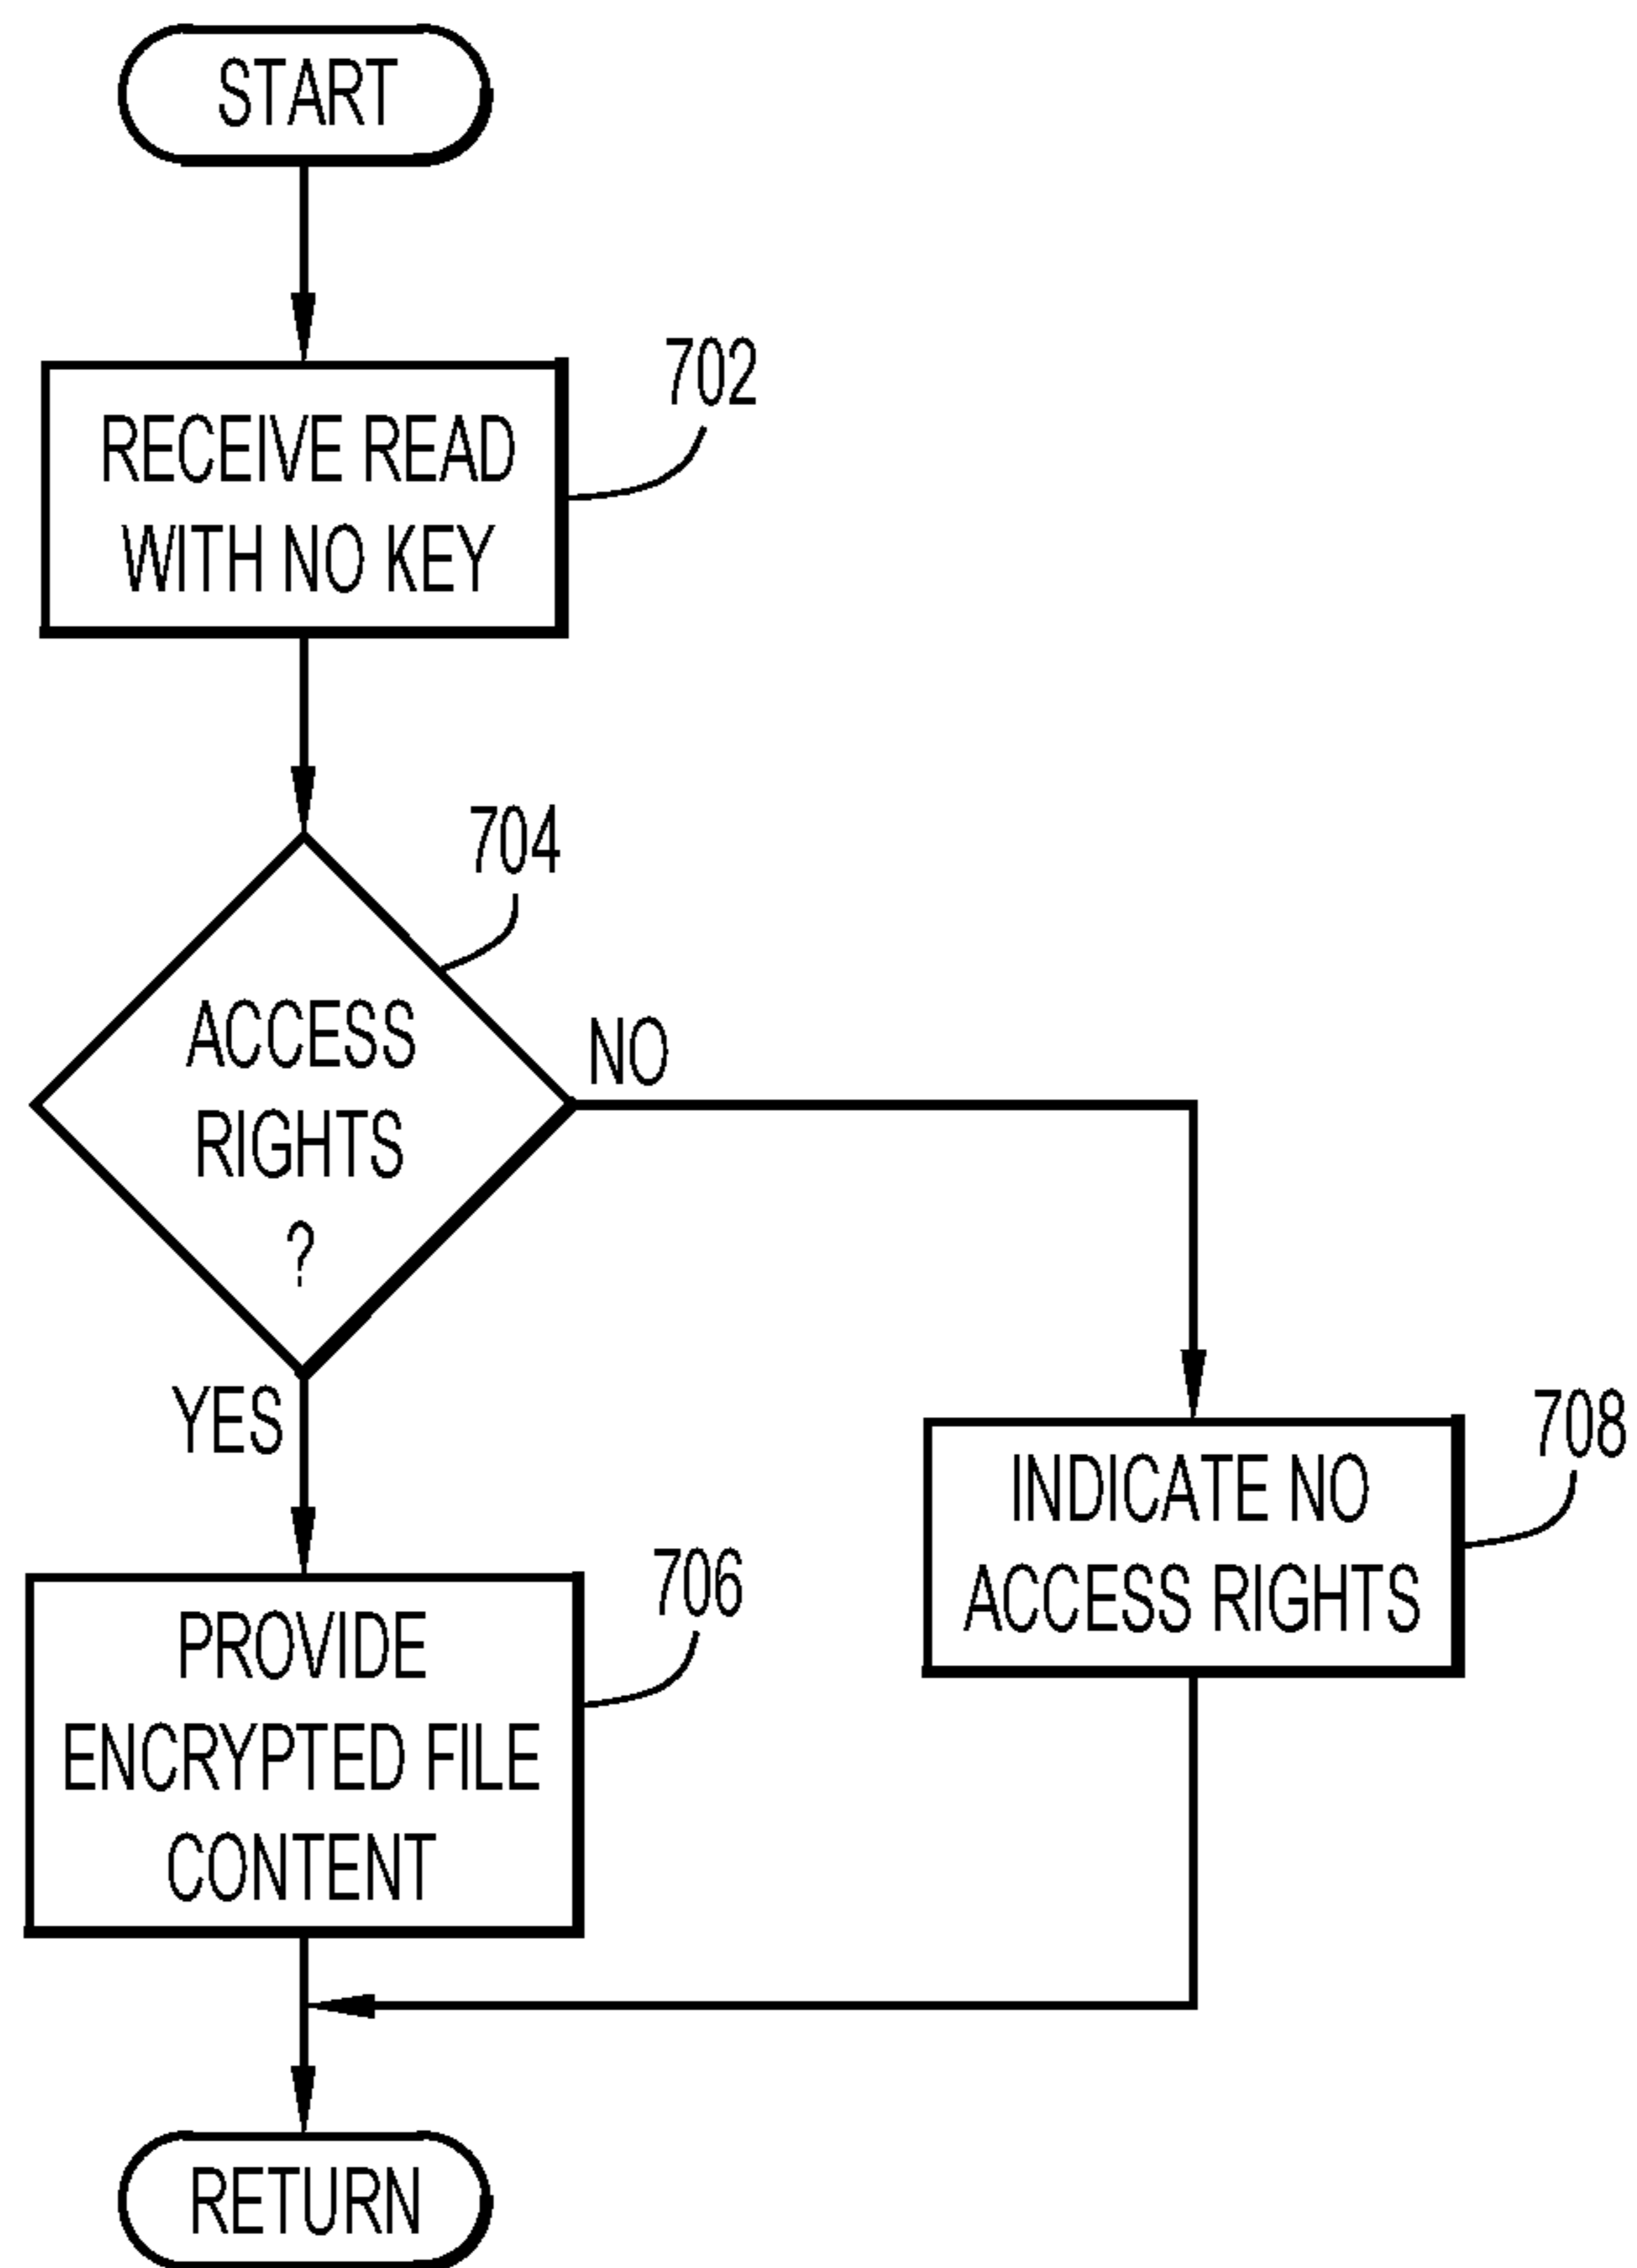 START
702
RECEIVE READ
WITH NO KEY
704
ACCESS
RIGHTS
?
NO
YES
708
INDICATE NO
ACCESS RIGHTS
706
PROVIDE
ENCRYPTED FILE
CONTENT
RETURN